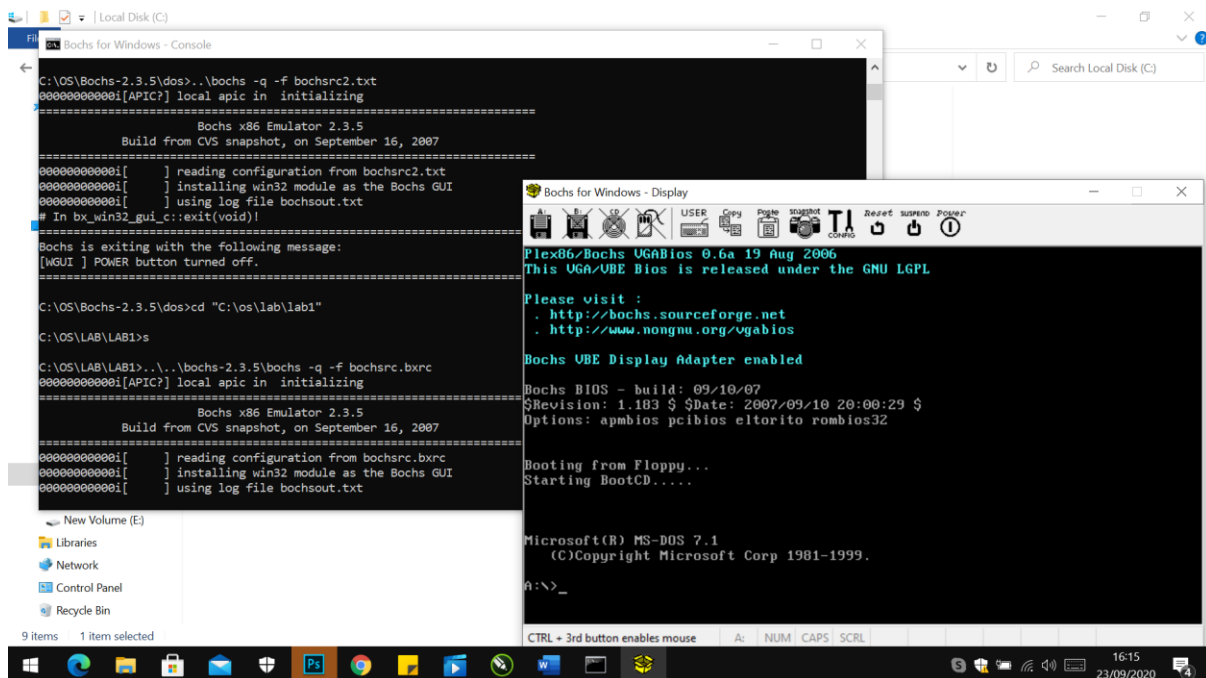 Local Disk (C:)
Fil
Bochs for Windows - Console
Search Local Disk (C:)
C:\OS\Bochs-2.3.5\dos>..\bochs -q -f bochsrc2.txt
00000000000i[APIC?] local apic in  initializing
========================================================================
Bochs x86 Emulator 2.3.5
Build from CVS snapshot, on September 16, 2007
========================================================================
00000000000i[     ] reading configuration from bochsrc2.txt
00000000000i[     ] installing win32 module as the Bochs GUI
00000000000i[     ] using log file bochsout.txt
# In bx_win32_gui_c::exit(void)!
========================================================================
Bochs is exiting with the following message:
[WGUI ] POWER button turned off.
========================================================================
C:\OS\Bochs-2.3.5\dos>cd "C:\os\lab\lab1"
C:\OS\LAB\LAB1>s
C:\OS\LAB\LAB1>..\..\bochs-2.3.5\bochs -q -f bochsrc.bxrc
00000000000i[APIC?] local apic in  initializing
========================================================================
Bochs x86 Emulator 2.3.5
Build from CVS snapshot, on September 16, 2007
========================================================================
00000000000i[     ] reading configuration from bochsrc.bxrc
00000000000i[     ] installing win32 module as the Bochs GUI
00000000000i[     ] using log file bochsout.txt
Bochs for Windows - Display
A: B: CD USER Copy Paste snapshot CONFIG Reset SUSPEND Power
Plex86/Bochs VGABios 0.6a 19 Aug 2006
This VGA/VBE Bios is released under the GNU LGPL
Please visit :
. http://bochs.sourceforge.net
. http://www.nongnu.org/vgabios
Bochs VBE Display Adapter enabled
Bochs BIOS - build: 09/10/07
$Revision: 1.183 $ $Date: 2007/09/10 20:00:29 $
Options: apmbios pcibios eltorito rombios32
Booting from Floppy...
Starting BootCD.....
Microsoft(R) MS-DOS 7.1
(C)Copyright Microsoft Corp 1981-1999.
A:\>_
CTRL + 3rd button enables mouse A: NUM CAPS SCRL
New Volume (E:)
Libraries
Network
Control Panel
Recycle Bin
9 items 1 item selected
Ps
16:15
23/09/2020
4